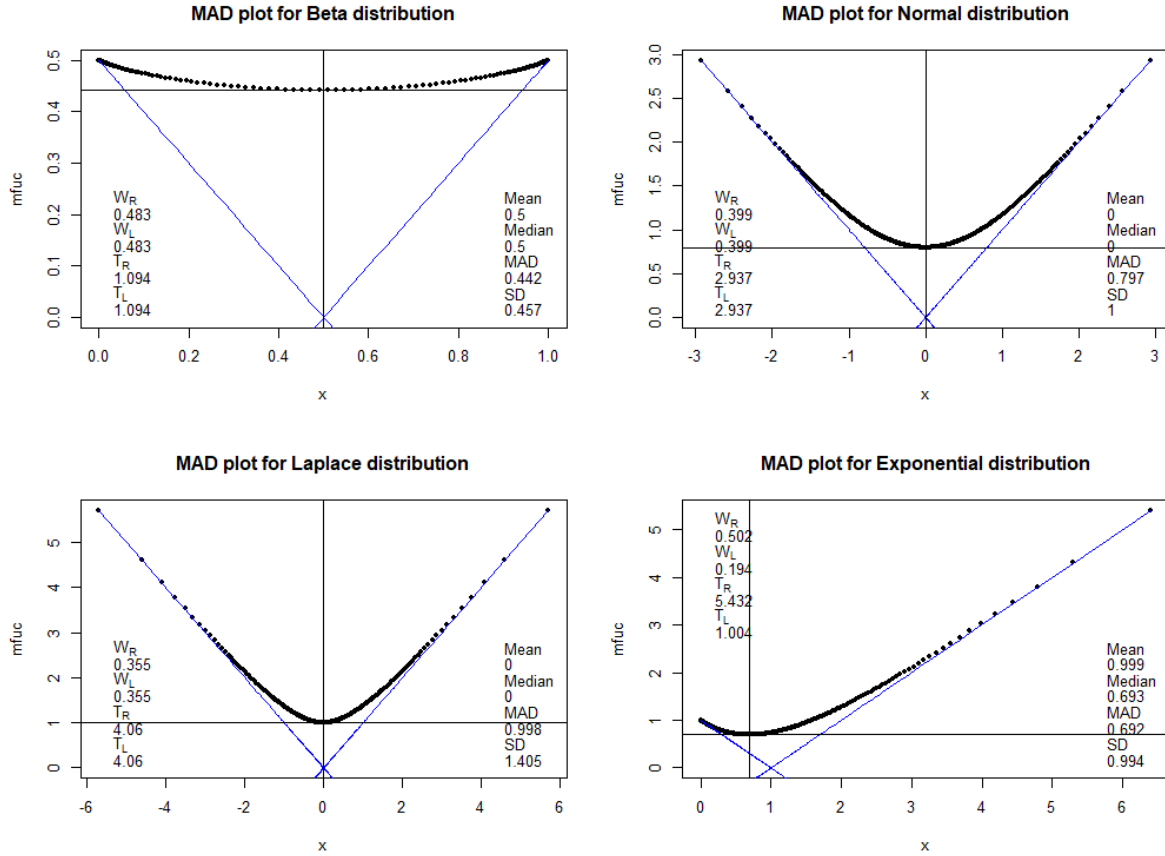 MAD plot for Beta distribution
mfuc
0.5
0.4
0.3
0.2
0.1
0.0
W_R
0.483
W_L
0.483
T_R
1.094
T_L
1.094
Mean
0.5
Median
0.5
MAD
0.442
SD
0.457
0.0 0.2 0.4 0.6 0.8 1.0
x
MAD plot for Normal distribution
mfuc
3.0
2.5
2.0
1.5
1.0
0.5
0.0
W_R
0.399
W_L
0.399
T_R
2.937
T_L
2.937
Mean
0
Median
0
MAD
0.797
SD
1
-3 -2 -1 0 1 2 3
x
MAD plot for Laplace distribution
mfuc
5
4
3
2
1
0
W_R
0.355
W_L
0.355
T_R
4.06
T_L
4.06
Mean
0
Median
0
MAD
0.998
SD
1.405
-6 -4 -2 0 2 4 6
x
MAD plot for Exponential distribution
mfuc
5
4
3
2
1
0
W_R
0.502
W_L
0.194
T_R
5.432
T_L
1.004
Mean
0.999
Median
0.693
MAD
0.692
SD
0.994
0 1 2 3 4 5 6
x